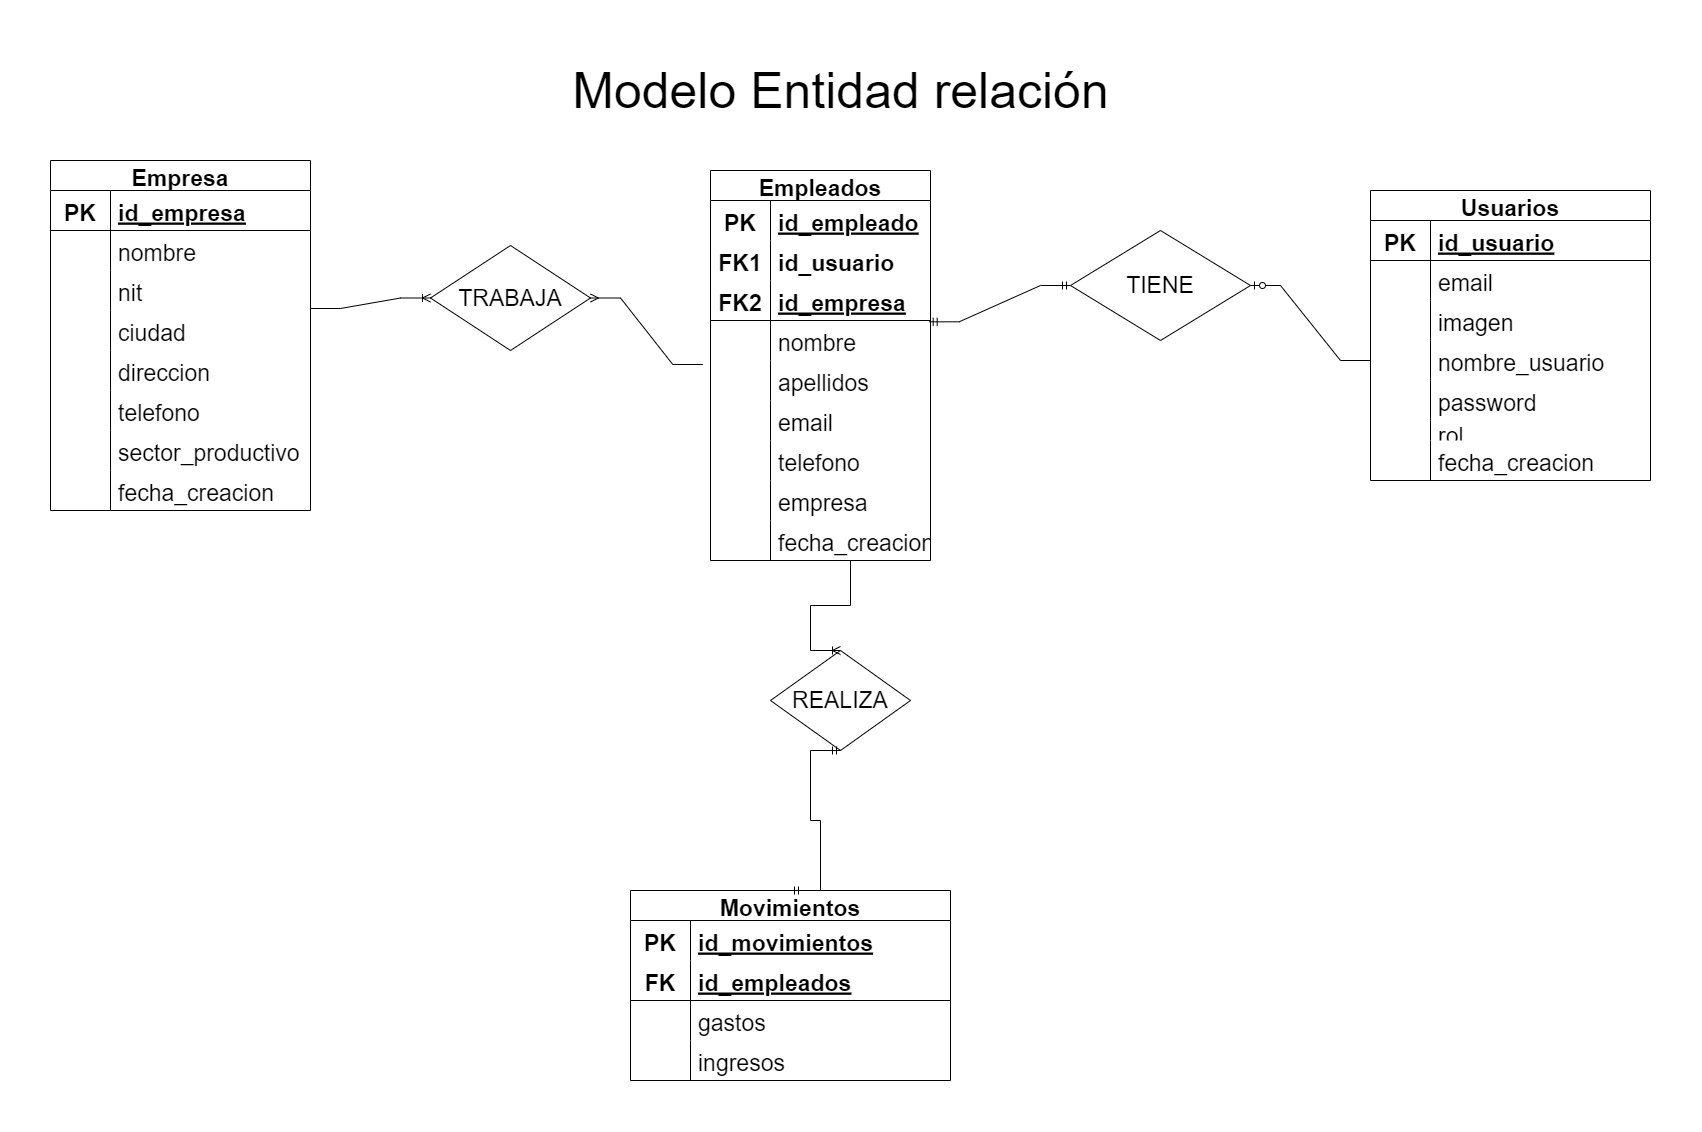 Modelo Entidad relación
Empresa
PK id_empresa
nombre
nit
ciudad
direccion
telefono
sector_productivo
fecha_creacion
TRABAJA
Empleados
PK id_empleado
FK1 id_usuario
FK2 id_empresa
nombre
apellidos
email
telefono
empresa
fecha_creacion
TIENE
Usuarios
PK id_usuario
email
imagen
nombre_usuario
password
rol
fecha_creacion
REALIZA
Movimientos
PK id_movimientos
FK id_empleados
gastos
ingresos